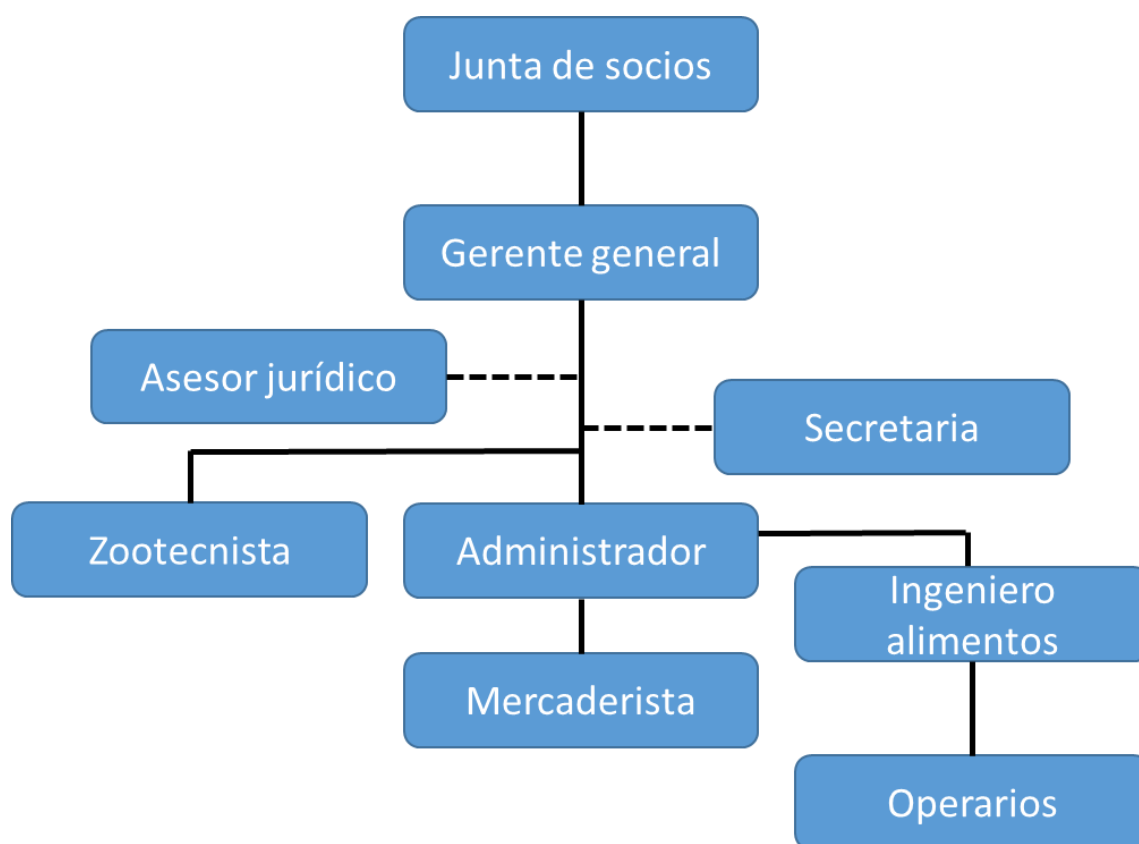 Junta de socios
Gerente general
Asesor jurídico
Secretaria
Zootecnista
Administrador
Ingeniero
alimentos
Mercaderista
Operarios